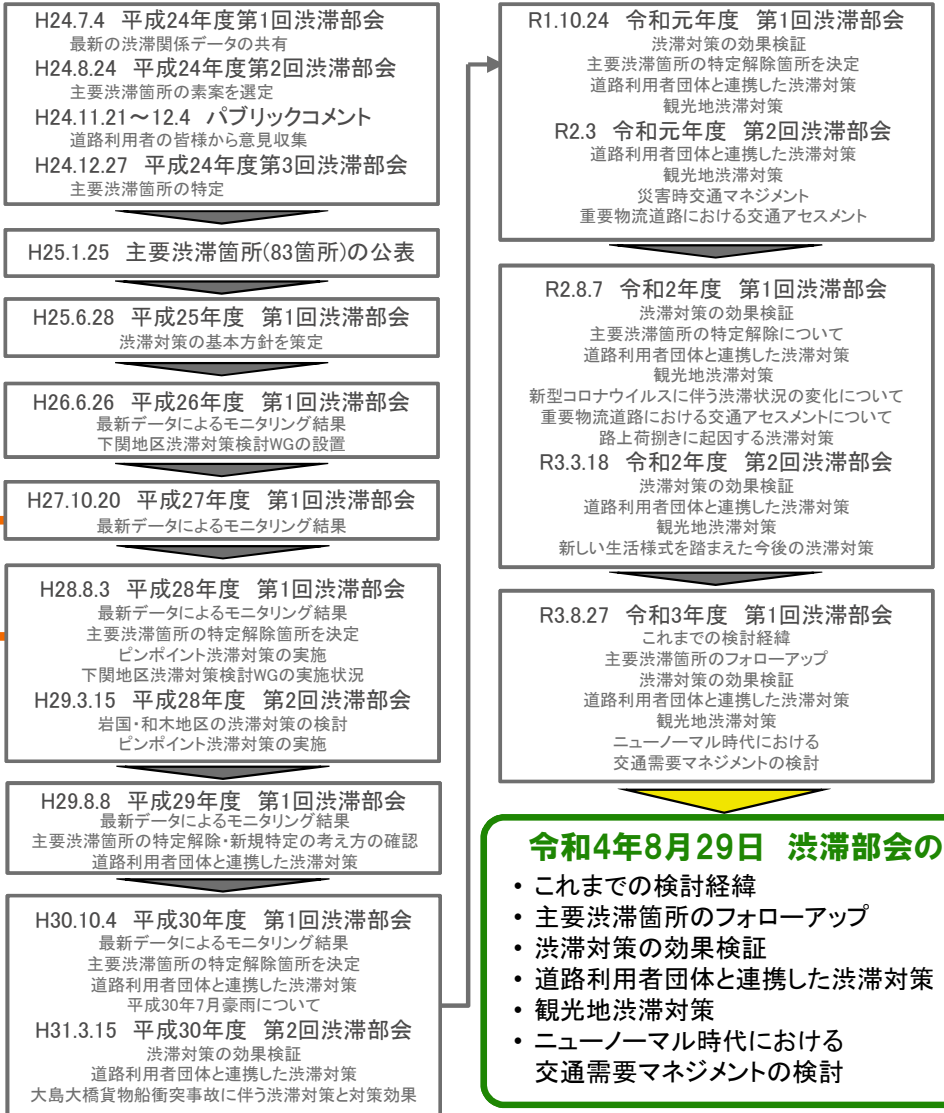 H24.7.4 平成24年度第1回渋滞部会
最新の渋滞関係データの共有
H24.8.24 平成24年度第2回渋滞部会
主要渋滞箇所の素案を選定
H24.11.21～12.4 パブリックコメント
道路利用者の皆様から意見収集
H24.12.27 平成24年度第3回渋滞部会
主要渋滞箇所の特定
H25.1.25 主要渋滞箇所(83箇所)の公表
H25.6.28 平成25年度 第1回渋滞部会
渋滞対策の基本方針を策定
H26.6.26 平成26年度 第1回渋滞部会
最新データによるモニタリング結果
下関地区渋滞対策検討WGの設置
H27.10.20 平成27年度 第1回渋滞部会
最新データによるモニタリング結果
H28.8.3 平成28年度 第1回渋滞部会
最新データによるモニタリング結果
主要渋滞箇所の特定解除箇所を決定
ピンポイント渋滞対策の実施
下関地区渋滞対策検討WGの実施状況
H29.3.15 平成28年度 第2回渋滞部会
岩国・和木地区の渋滞対策の検討
ピンポイント渋滞対策の実施
H29.8.8 平成29年度 第1回渋滞部会
最新データによるモニタリング結果
主要渋滞箇所の特定解除・新規特定の考え方の確認
道路利用者団体と連携した渋滞対策
H30.10.4 平成30年度 第1回渋滞部会
最新データによるモニタリング結果
主要渋滞箇所の特定解除箇所を決定
道路利用者団体と連携した渋滞対策
平成30年7月豪雨について
H31.3.15 平成30年度 第2回渋滞部会
渋滞対策の効果検証
道路利用者団体と連携した渋滞対策
大島大橋貨物船衝突事故に伴う渋滞対策と対策効果
R1.10.24 令和元年度 第1回渋滞部会
渋滞対策の効果検証
主要渋滞箇所の特定解除箇所を決定
道路利用者団体と連携した渋滞対策
観光地渋滞対策
R2.3 令和元年度 第2回渋滞部会
道路利用者団体と連携した渋滞対策
観光地渋滞対策
災害時交通マネジメント
重要物流道路における交通アセスメント
R2.8.7 令和2年度 第1回渋滞部会
渋滞対策の効果検証
主要渋滞箇所の特定解除について
道路利用者団体と連携した渋滞対策
観光地渋滞対策
新型コロナウイルスに伴う渋滞状況の変化について
重要物流道路における交通アセスメントについて
路上荷捌きに起因する渋滞対策
R3.3.18 令和2年度 第2回渋滞部会
渋滞対策の効果検証
道路利用者団体と連携した渋滞対策
観光地渋滞対策
新しい生活様式を踏まえた今後の渋滞対策
R3.8.27 令和3年度 第1回渋滞部会
これまでの検討経緯
主要渋滞箇所のフォローアップ
渋滞対策の効果検証
道路利用者団体と連携した渋滞対策
観光地渋滞対策
ニューノーマル時代における
交通需要マネジメントの検討
令和4年8月29日 渋滞部会の
・これまでの検討経緯
・主要渋滞箇所のフォローアップ
・渋滞対策の効果検証
・道路利用者団体と連携した渋滞対策
・観光地渋滞対策
・ニューノーマル時代における
交通需要マネジメントの検討